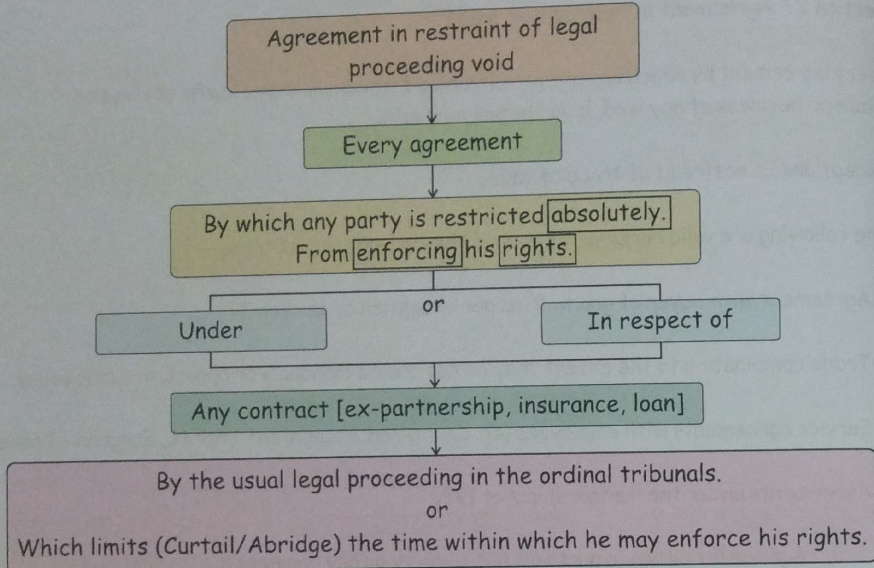 Agreement in restraint of legal
proceeding void
Every agreement
By which any party is restricted absolutely.
From enforcing his rights.
or
Under
In respect of
Any contract [ex-partnership, insurance, loan]
By the usual legal proceeding in the ordinal tribunals.
or
Which limits (Curtail/Abridge) the time within which he may enforce his rights.